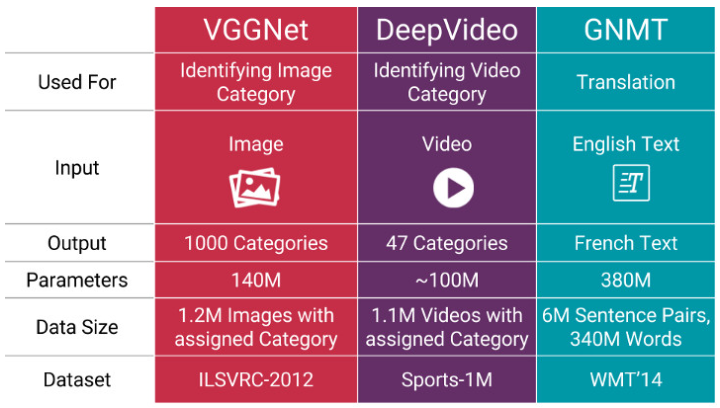 VGGNet DeepVideo GNMT
Used For
Identifying Image
Category
Identifying Video
Category
Translation
Input
Image
Video
English Text
T
Output 1000 Categories 47 Categories French Text
Parameters 140M ~100M 380M
Data Size
1.2M Images with
assigned Category
1.1M Videos with
assigned Category
6M Sentence Pairs,
340M Words
Dataset ILSVRC-2012 Sports-1M WMT'14